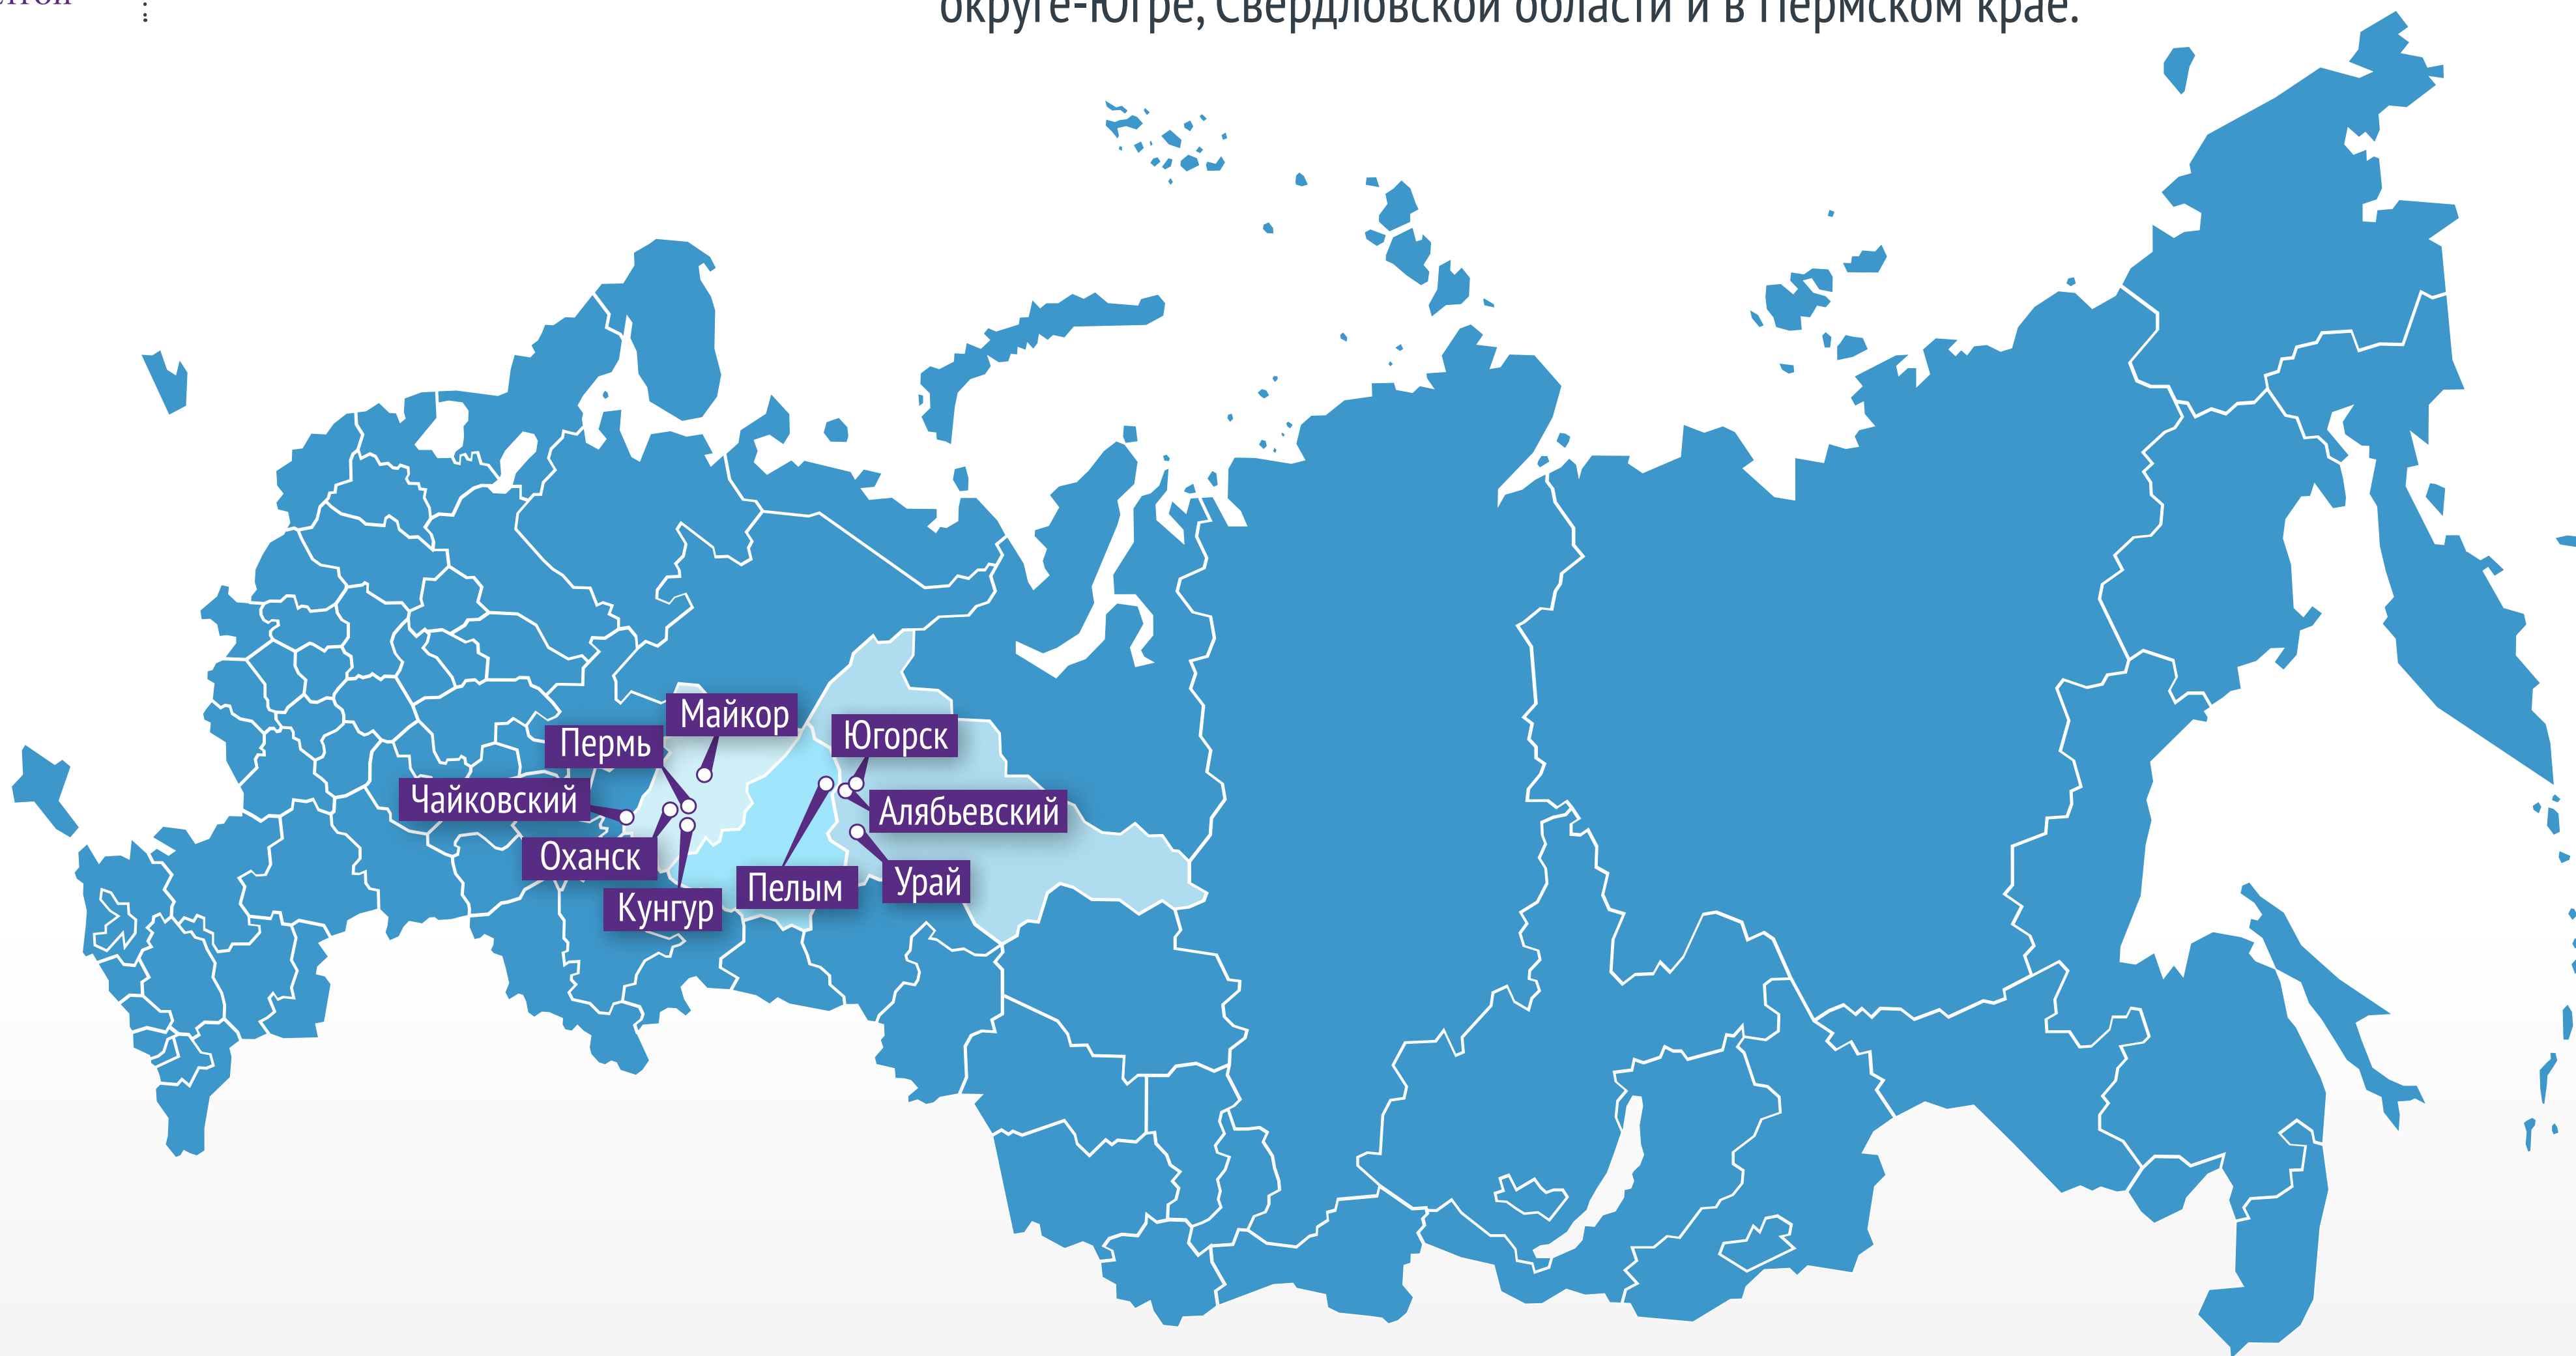 округе-Югре, Свердловской области и в Пермском крае.
Майкор
Югорск
Пермь
Чайковский
Алябьевский
Оханск
Урай
Пелым
Кунгур